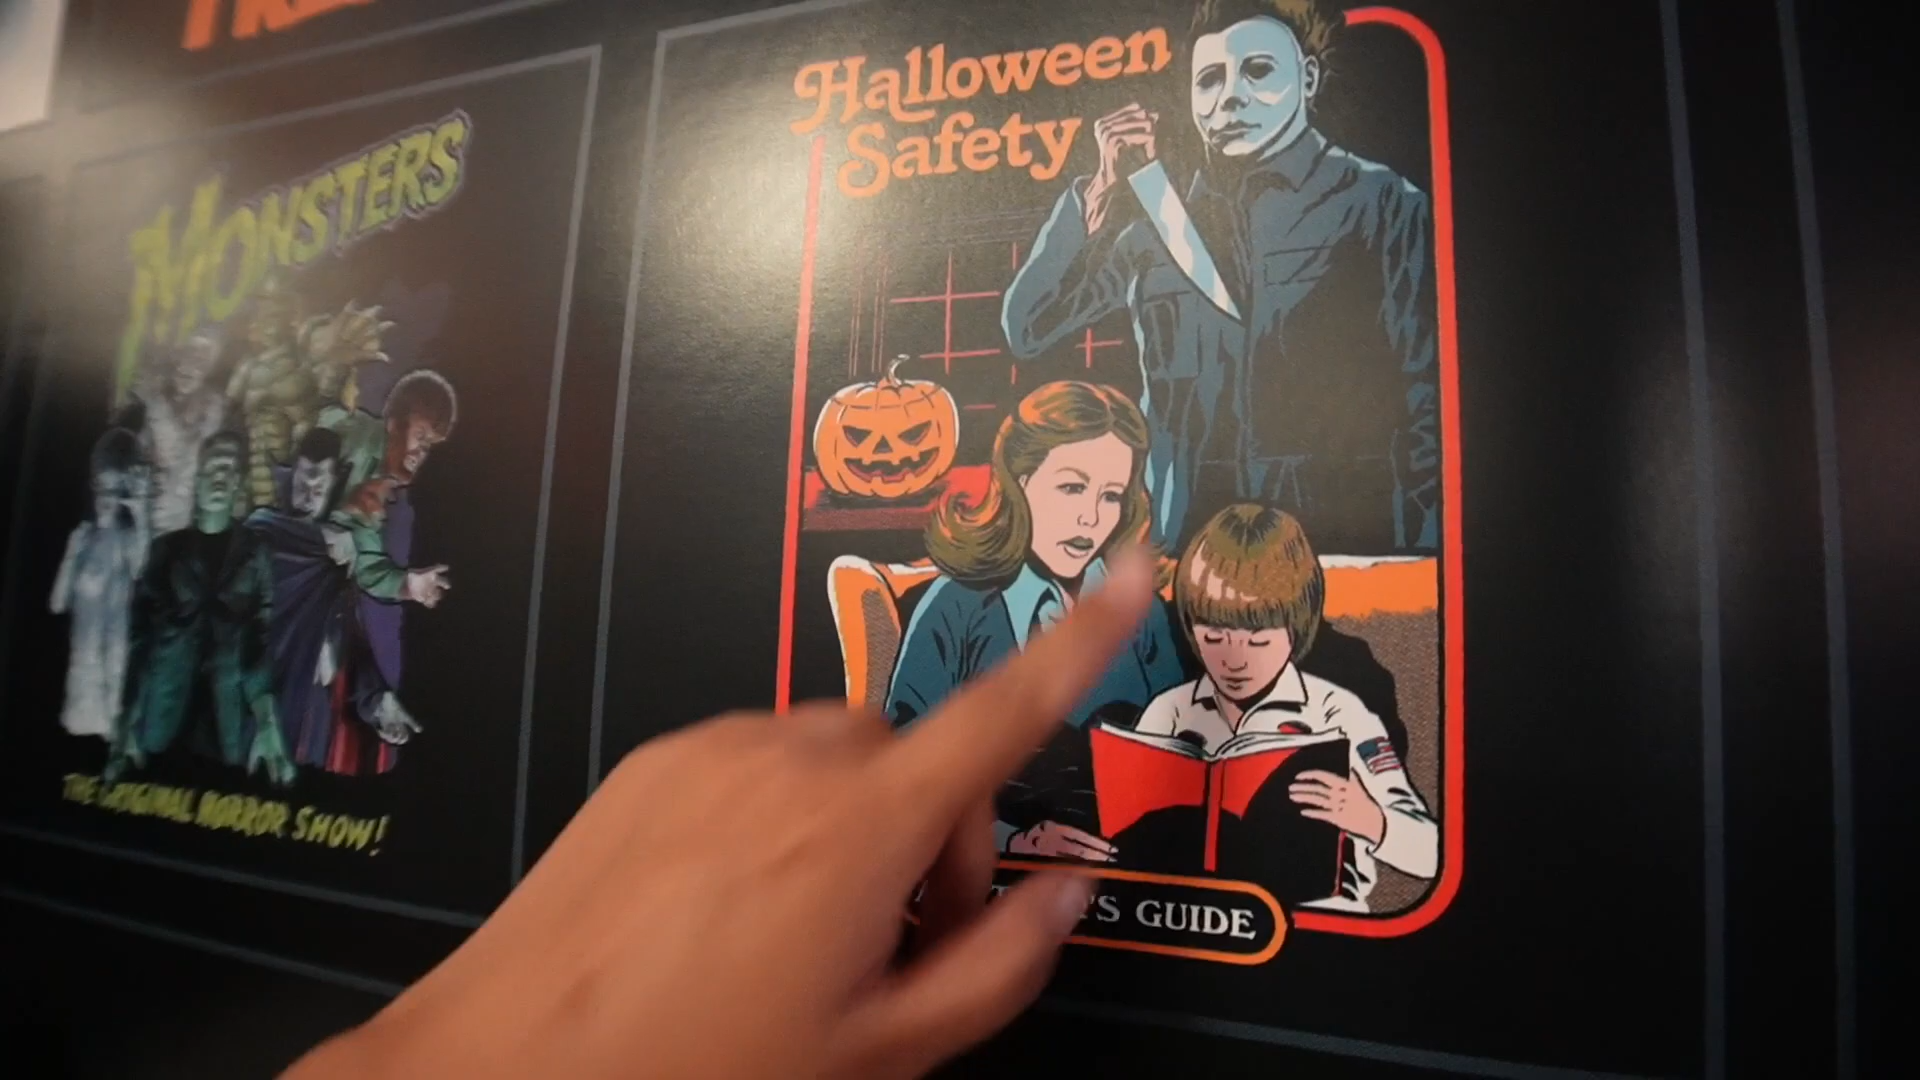 MONSTERS
THE ORIGINAL HORROR SHOW!
Halloween
Safety
'S GUIDE